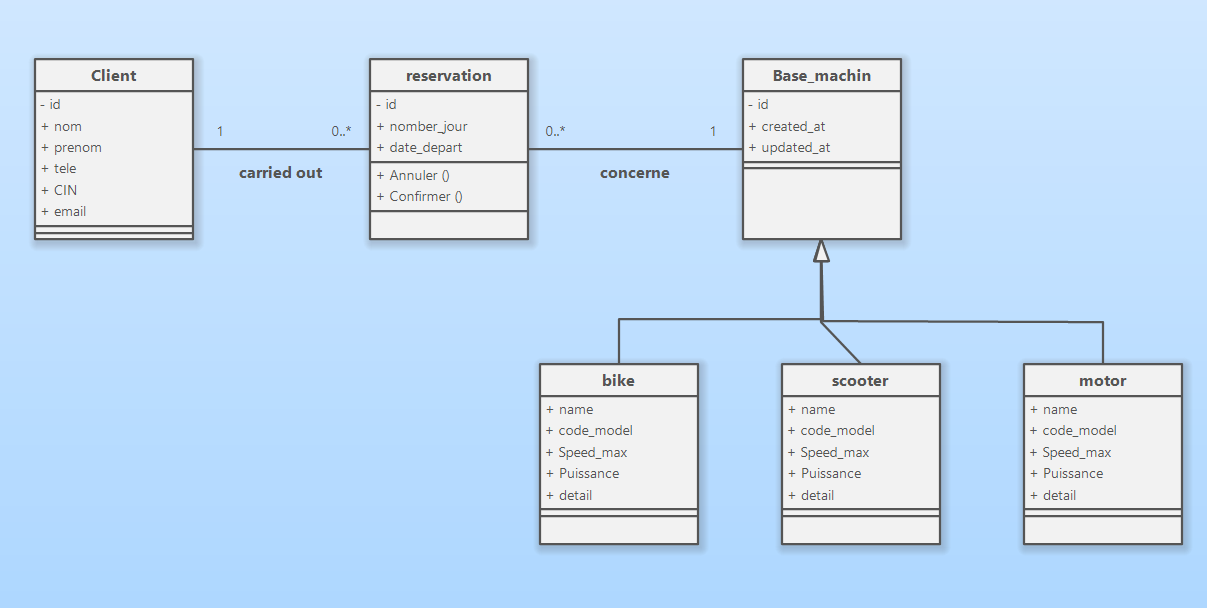 Client
- id
+ nom
+ prenom
+ tele
+ CIN
+ email
1
0..*
carried out
reservation
- id
+ nomber_jour
+ date_depart
+ Annuler ()
+ Confirmer ()
0..*
1
concerne
Base_machin
- id
+ created_at
+ updated_at
bike
+ name
+ code_model
+ Speed_max
+ Puissance
+ detail
scooter
+ name
+ code_model
+ Speed_max
+ Puissance
+ detail
motor
+ name
+ code_model
+ Speed_max
+ Puissance
+ detail